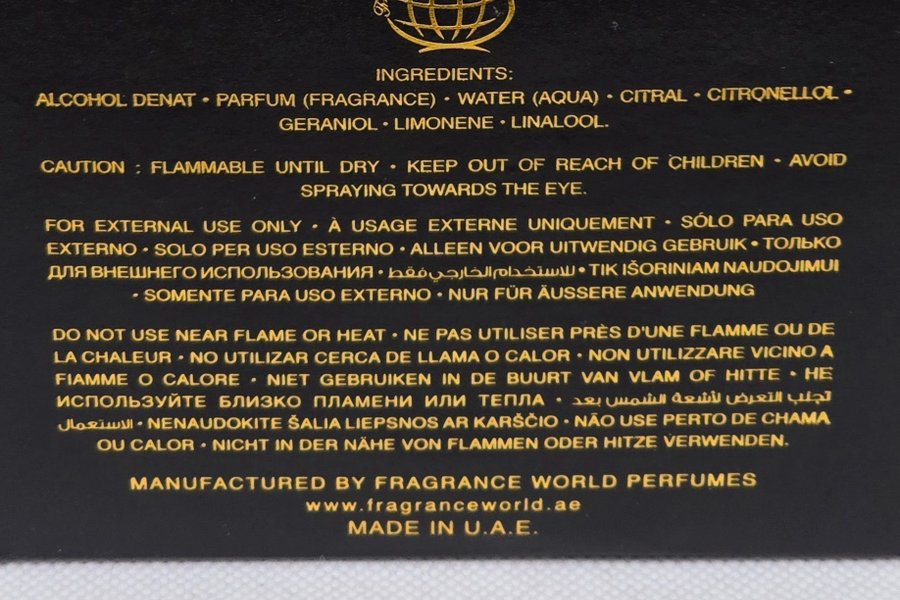 INGREDIENTS:
ALCOHOL DENAT • PARFUM (FRAGRANCE) • WATER (AQUA) • CITRAL • CITRONELLOL •
GERANIOL • LIMONENE • LINALOOL.
CAUTION : FLAMMABLE UNTIL DRY • KEEP OUT OF REACH OF CHILDREN • AVOID
SPRAYING TOWARDS THE EYE.
FOR EXTERNAL USE ONLY • À USAGE EXTERNE UNIQUEMENT • SÓLO PARA USO
EXTERNO • SOLO PER USO ESTERNO • ALLEEN VOOR UITWENDIG GEBRUIK • ТОЛЬКО
ДЛЯ ВНЕШНЕГО ИСПОЛЬЗОВАНИЯ • للاستخدام الخارجي فقط • TIK IŠORINIAM NAUDOJIMUI
• SOMENTE PARA USO EXTERNO • NUR FÜR ÄUSSERE ANWENDUNG
DO NOT USE NEAR FLAME OR HEAT • NE PAS UTILISER PRÈS D'UNE FLAMME OU DE
LA CHALEUR • NO UTILIZAR CERCA DE LLAMA O CALOR • NON UTILIZZARE VICINO A
FIAMME O CALORE • NIET GEBRUIKEN IN DE BUURT VAN VLAM OF HITTE • НЕ
ИСПОЛЬЗУЙТЕ БЛИЗКО ПЛАМЕНИ ИЛИ ТЕПЛА • تجنب التعرض لأشعة الشمس بعد
الاستعمال • NENAUDOKITE ŠALIA LIEPSNOS AR KARŠČIO • NÃO USE PERTO DE CHAMA
OU CALOR • NICHT IN DER NÄHE VON FLAMMEN ODER HITZE VERWENDEN.
MANUFACTURED BY FRAGRANCE WORLD PERFUMES
www.fragranceworld.ae
MADE IN U.A.E.